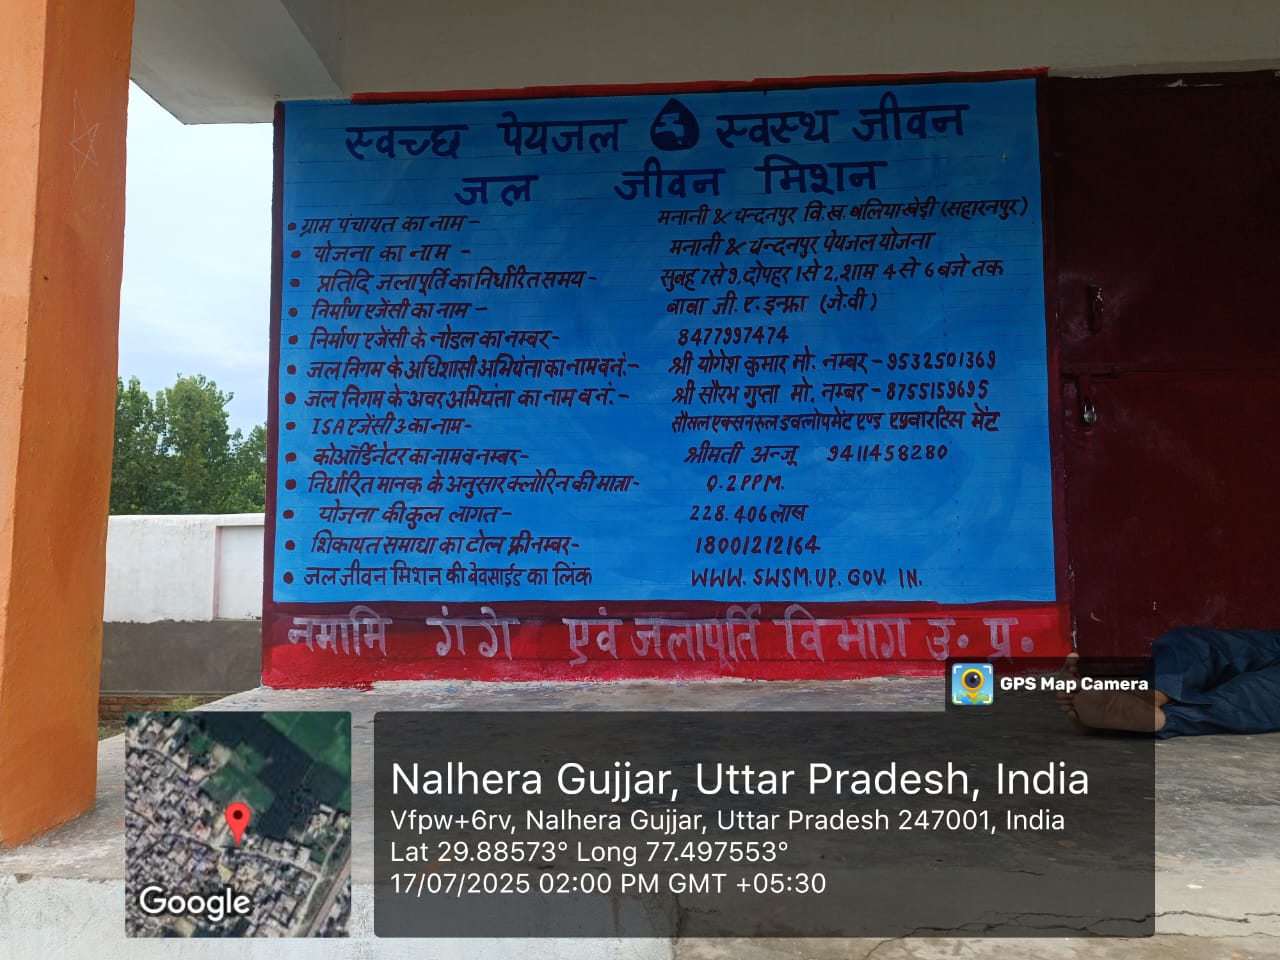 स्वच्छ पेयजल स्वस्थ जीवन
जल जीवन मिशन
• ग्राम पंचायत का नाम - मनानी & चन्दनपुर वि.ख. बलियाखेड़ी (सहारनपुर)
• योजना का नाम - मनानी & चन्दनपुर पेयजल योजना
• प्रतिदि जलापूर्ति का निर्धारित समय - सुबह 7 से 9, दोपहर 1 से 2, शाम 4 से 6 बजे तक
• निर्माण एजेंसी का नाम - बाबा जी. ए. इन्फ्रा (जे.वी)
• निर्माण एजेंसी के नोडल का नम्बर - 8477997474
• जल निगम के अधिशासी अभियंता का नाम व नं. - श्री योगेश कुमार मो. नम्बर - 9532501369
• जल निगम के अवर अभियंता का नाम व नं. - श्री सौरभ गुप्ता मो. नम्बर - 8755159695
• ISA एजेंसी 3 का नाम - सौसल एक्सनरुल डवलोपमेंट एण्ड एडवारटिस मेंट
• कोऑर्डिनेटर का नाम व नम्बर - श्रीमती अन्जू 9411458280
• निर्धारित मानक के अनुसार क्लोरिन की मात्रा - 0.2 PPM.
• योजना की कुल लागत - 228.406 लाख
• शिकायत समाधा का टोल फ्री नम्बर - 18001212164
• जल जीवन मिशन की बेवसाईड का लिंक WWW.SWSM.UP.GOV.IN.
नमामि गंगे एवं जलापूर्ति विभाग उ. प्र.
GPS Map Camera
Nalhera Gujjar, Uttar Pradesh, India
Vfpw+6rv, Nalhera Gujjar, Uttar Pradesh 247001, India
Lat 29.88573° Long 77.497553°
17/07/2025 02:00 PM GMT +05:30
Google